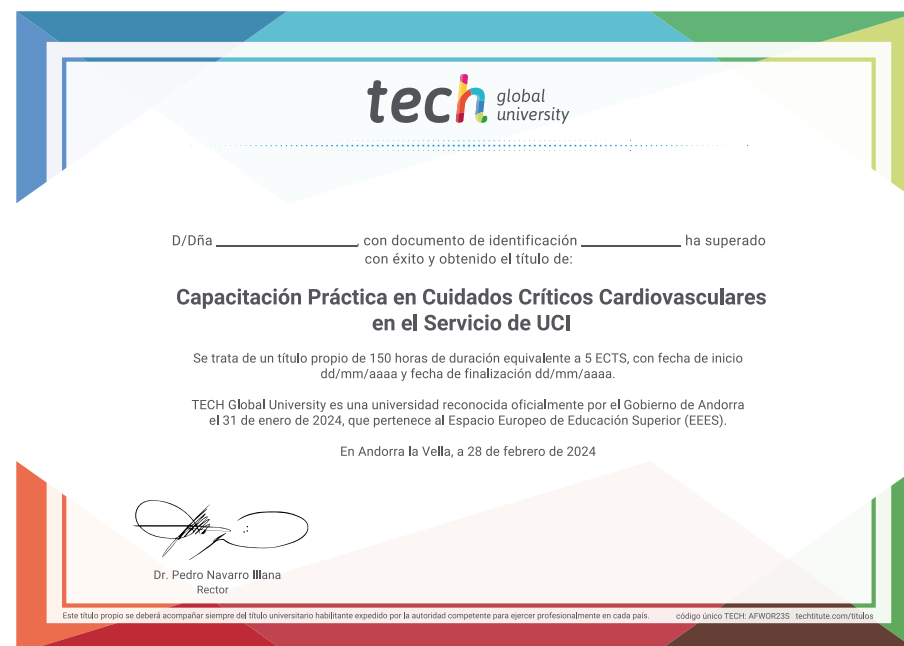 tech global university
D/Dña ____________________, con documento de identificación ______________ ha superado
con éxito y obtenido el título de:
Capacitación Práctica en Cuidados Críticos Cardiovasculares
en el Servicio de UCI
Se trata de un título propio de 150 horas de duración equivalente a 5 ECTS, con fecha de inicio
dd/mm/aaaa y fecha de finalización dd/mm/aaaa.
TECH Global University es una universidad reconocida oficialmente por el Gobierno de Andorra
el 31 de enero de 2024, que pertenece al Espacio Europeo de Educación Superior (EEES).
En Andorra la Vella, a 28 de febrero de 2024
Dr. Pedro Navarro Illana
Rector
Este título propio se deberá acompañar siempre del título universitario habilitante expedido por la autoridad competente para ejercer profesionalmente en cada país. código único TECH: AFWOR23S techtitute.com/titulos